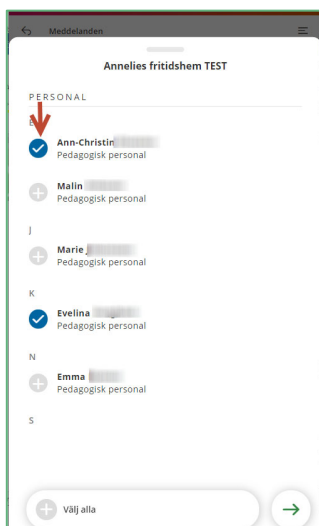 Meddelanden
Annelies fritidshem TEST
PERSONAL
Ann-Christin
Pedagogisk personal
Malin
Pedagogisk personal
J
Marie
Pedagogisk personal
K
Evelina
Pedagogisk personal
N
Emma
Pedagogisk personal
S
Välj alla